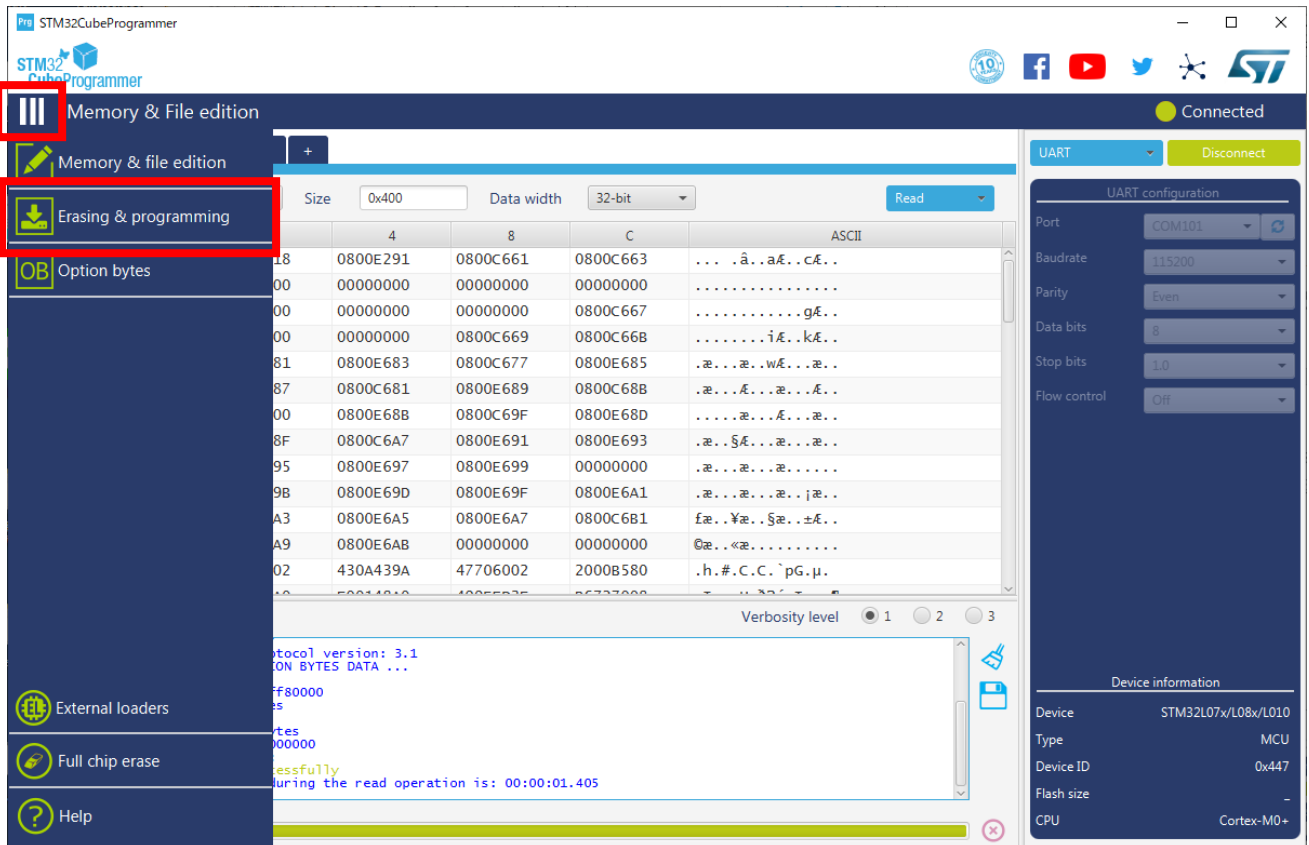 Prg STM32CubeProgrammer
STM32
CubeProgrammer
10
ST
Memory & File edition
Connected
Memory & file edition
+
UART
Disconnect
Erasing & programming
Size
0x400
Data width
32-bit
Read
UART configuration
Port
COM101
Baudrate
115200
Parity
Even
Data bits
8
Stop bits
1.0
Flow control
Off
4 8 C ASCII
OB Option bytes
18 0800E291 0800C661 0800C663 ... .â..aÆ..cÆ..
00 00000000 00000000 00000000 ................
00 00000000 00000000 0800C667 ............gÆ..
00 00000000 0800C669 0800C66B ........iÆ..kÆ..
81 0800E683 0800C677 0800E685 .æ...æ..wÆ...æ..
87 0800C681 0800E689 0800C68B .æ...Æ...æ...Æ..
00 0800E68B 0800C69F 0800E68D .....æ...Æ...æ..
8F 0800C6A7 0800E691 0800E693 .æ..§Æ...æ...æ..
95 0800E697 0800E699 00000000 .æ...æ...æ......
9B 0800E69D 0800E69F 0800E6A1 .æ...æ...æ..¡æ..
A3 0800E6A5 0800E6A7 0800C6B1 £æ..¥æ..§æ..±Æ..
A9 0800E6AB 00000000 00000000 ©æ..«æ..........
02 430A439A 47706002 2000B580 .h.#.C.C.`pG.µ.
Verbosity level 1 2 3
version: 3.1
BYTES DATA ...
during the read operation is: 00:00:01.405
EL External loaders
Full chip erase
? Help
Device information
Device STM32L07x/L08x/L010
Type MCU
Device ID 0x447
Flash size _
CPU Cortex-M0+